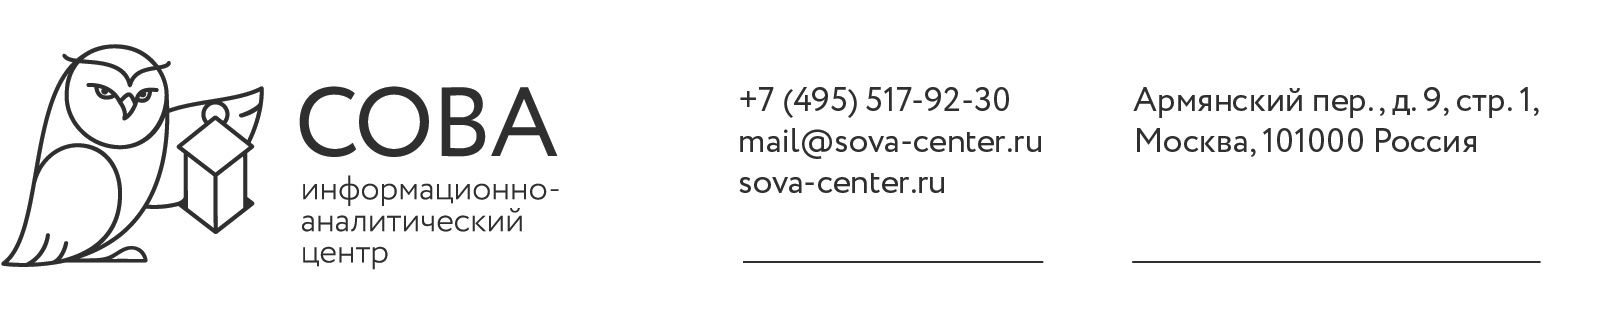 СОВА
информационно-
аналитический
центр
+7 (495) 517-92-30
mail@sova-center.ru
sova-center.ru
Армянский пер., д. 9, стр. 1,
Москва, 101000 Россия